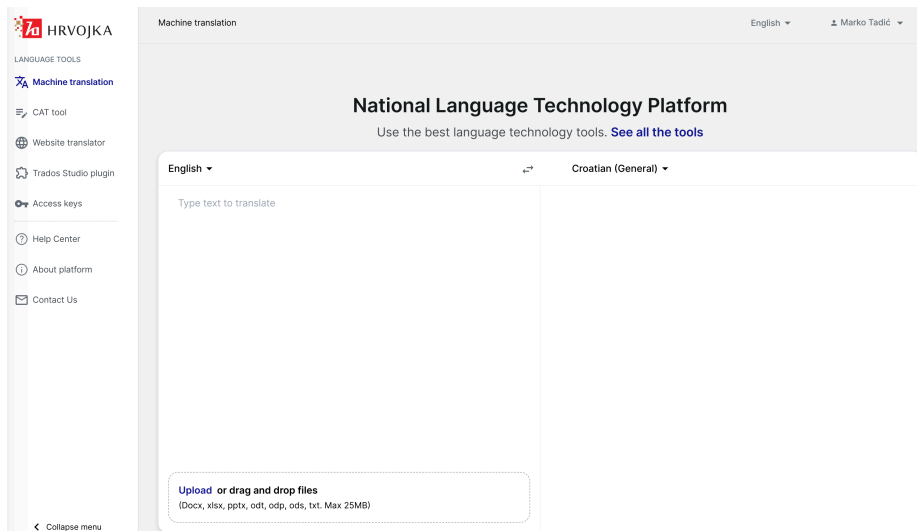 HRVOJKA
LANGUAGE TOOLS
Machine translation
CAT tool
Website translator
Trados Studio plugin
Access keys
Help Center
About platform
Contact Us
Collapse menu
Machine translation
English
Marko Tadić
National Language Technology Platform
Use the best language technology tools. See all the tools
English
Croatian (General)
Type text to translate
Upload or drag and drop files
(Docx, xlsx, pptx, odt, odp, ods, txt. Max 25MB)